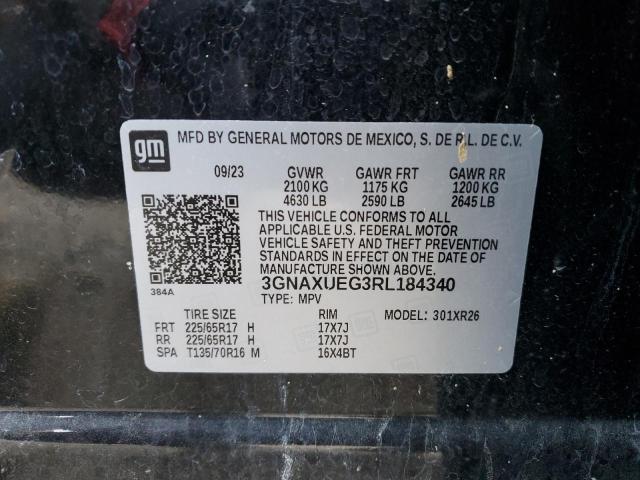 gm MFD BY GENERAL MOTORS DE MEXICO, S. DE R.L. DE C.V.
09/23 GVWR GAWR FRT GAWR RR
2100 KG 1175 KG 1200 KG
4630 LB 2590 LB 2645 LB
THIS VEHICLE CONFORMS TO ALL
APPLICABLE U.S. FEDERAL MOTOR
VEHICLE SAFETY AND THEFT PREVENTION
STANDARDS IN EFFECT ON THE DATE OF
MANUFACTURE SHOWN ABOVE.
3GNAXUEG3RL184340
384A
TYPE: MPV
TIRE SIZE RIM MODEL: 301XR26
FRT 225/65R17 H 17X7J
RR 225/65R17 H 17X7J
SPA T135/70R16 M 16X4BT